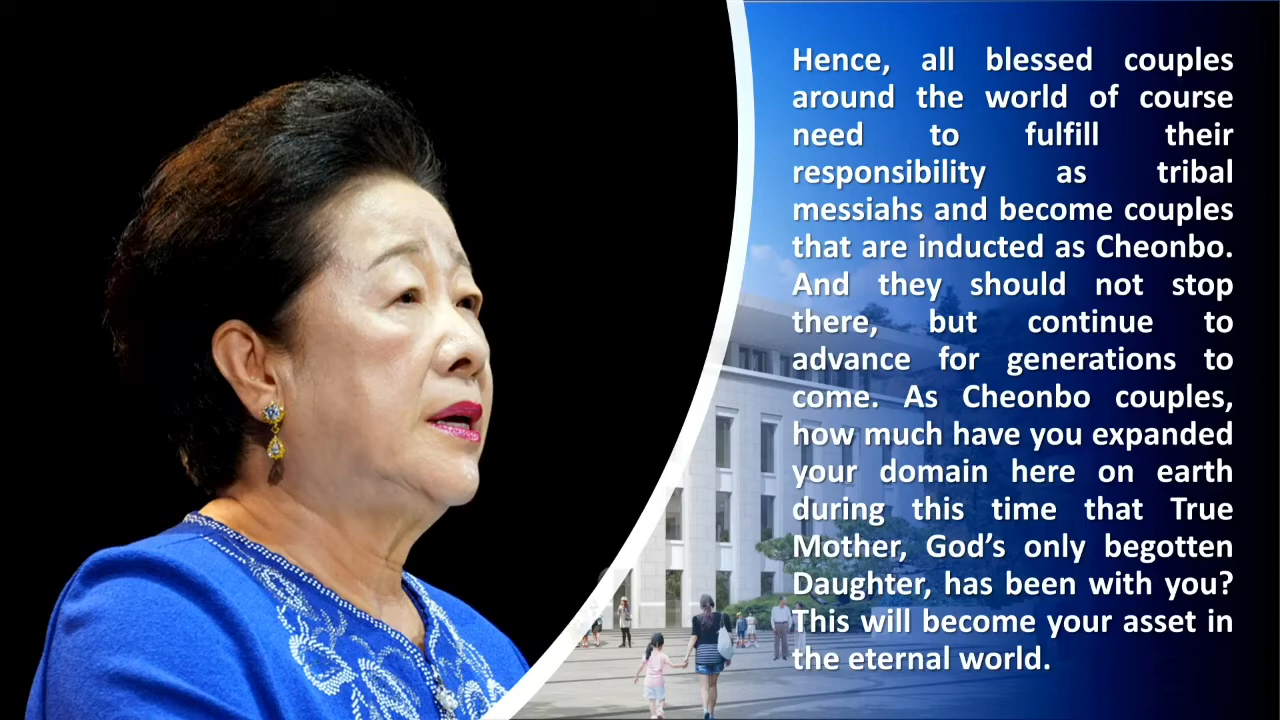 Hence, all blessed couples
around the world of course
need to fulfill their
responsibility as tribal
messiahs and become couples
that are inducted as Cheonbo.
And they should not stop
there, but continue to
advance for generations to
come. As Cheonbo couples,
how much have you expanded
your domain here on earth
during this time that True
Mother, God’s only begotten
Daughter, has been with you?
This will become your asset in
the eternal world.